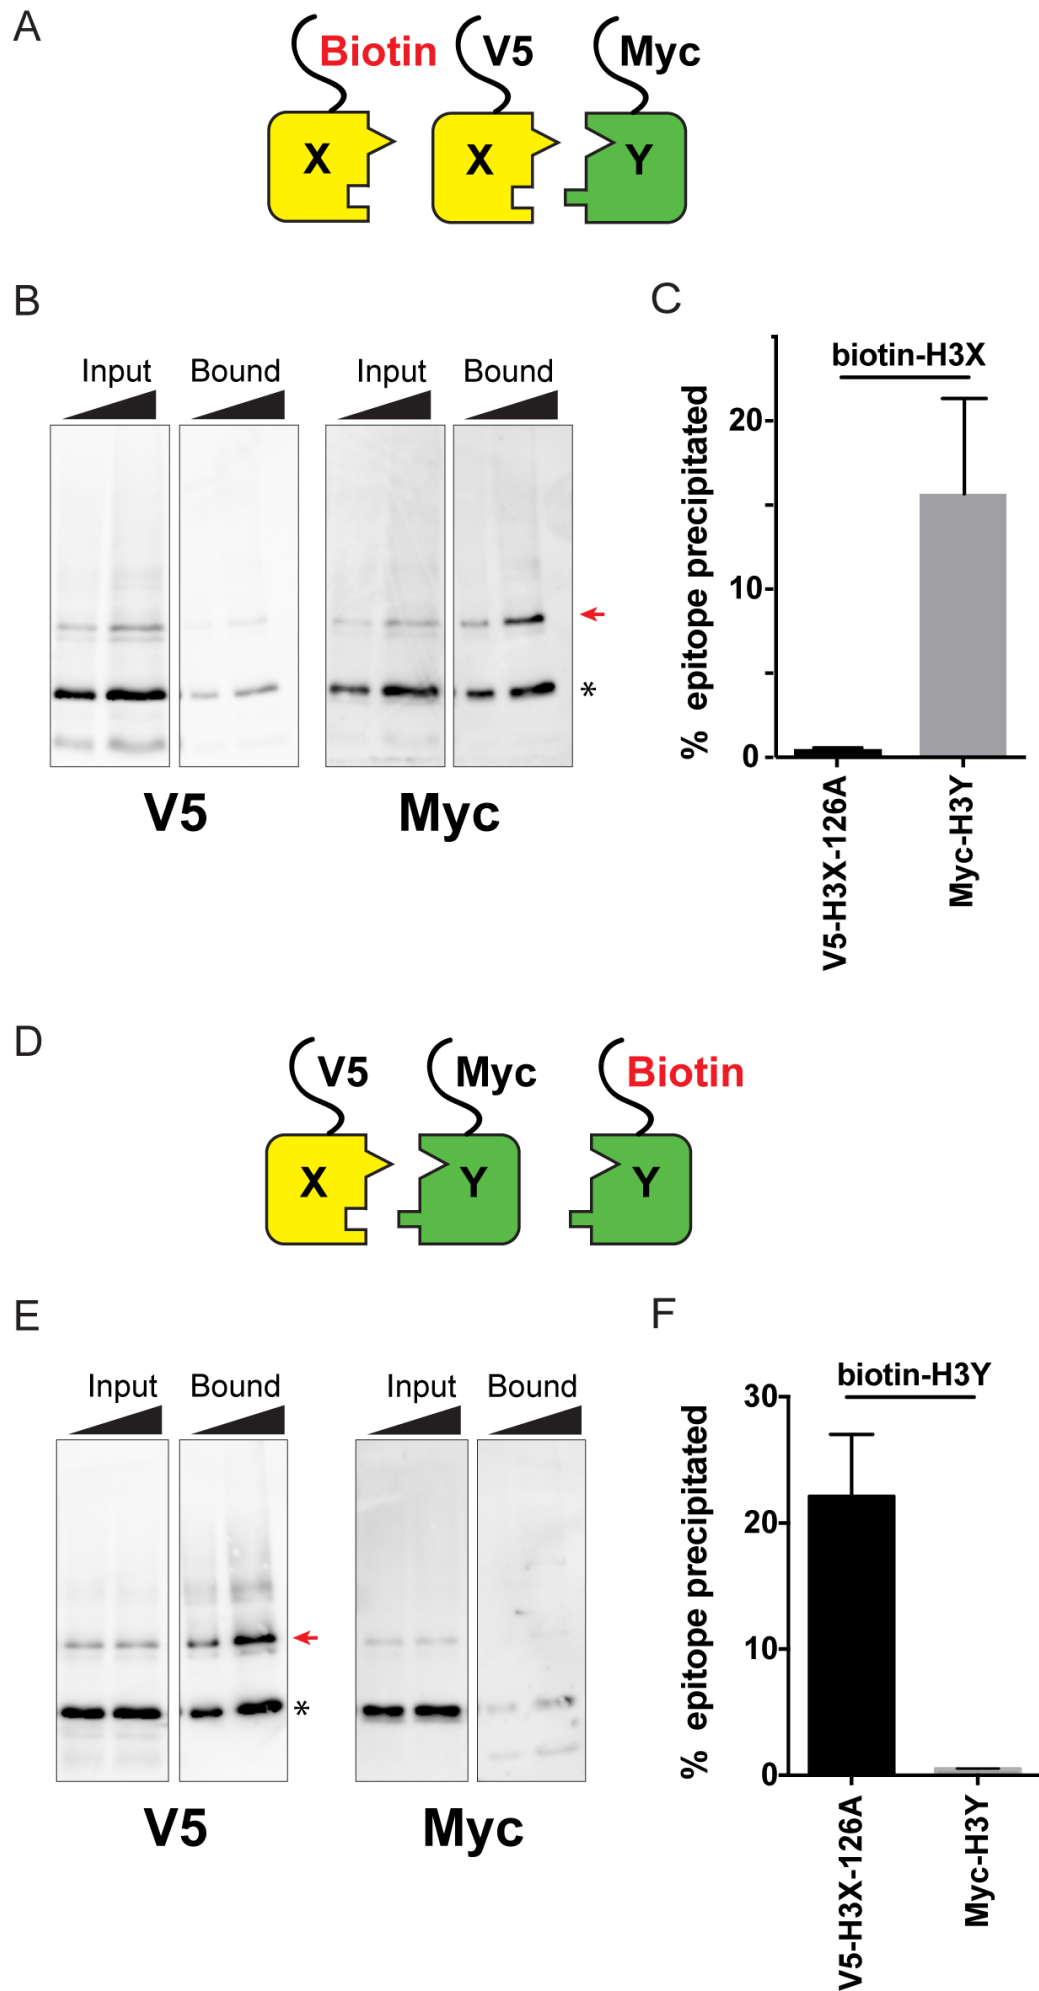 A
Biotin V5 Myc
X X Y
B
C
Input Bound Input Bound
biotin-H3X
% epitope precipitated
20
10
0
*
V5 Myc
V5-H3X-126A
Myc-H3Y
D
V5 Myc Biotin
X Y Y
E
F
Input Bound Input Bound
biotin-H3Y
% epitope precipitated
30
20
10
0
*
V5 Myc
V5-H3X-126A
Myc-H3Y